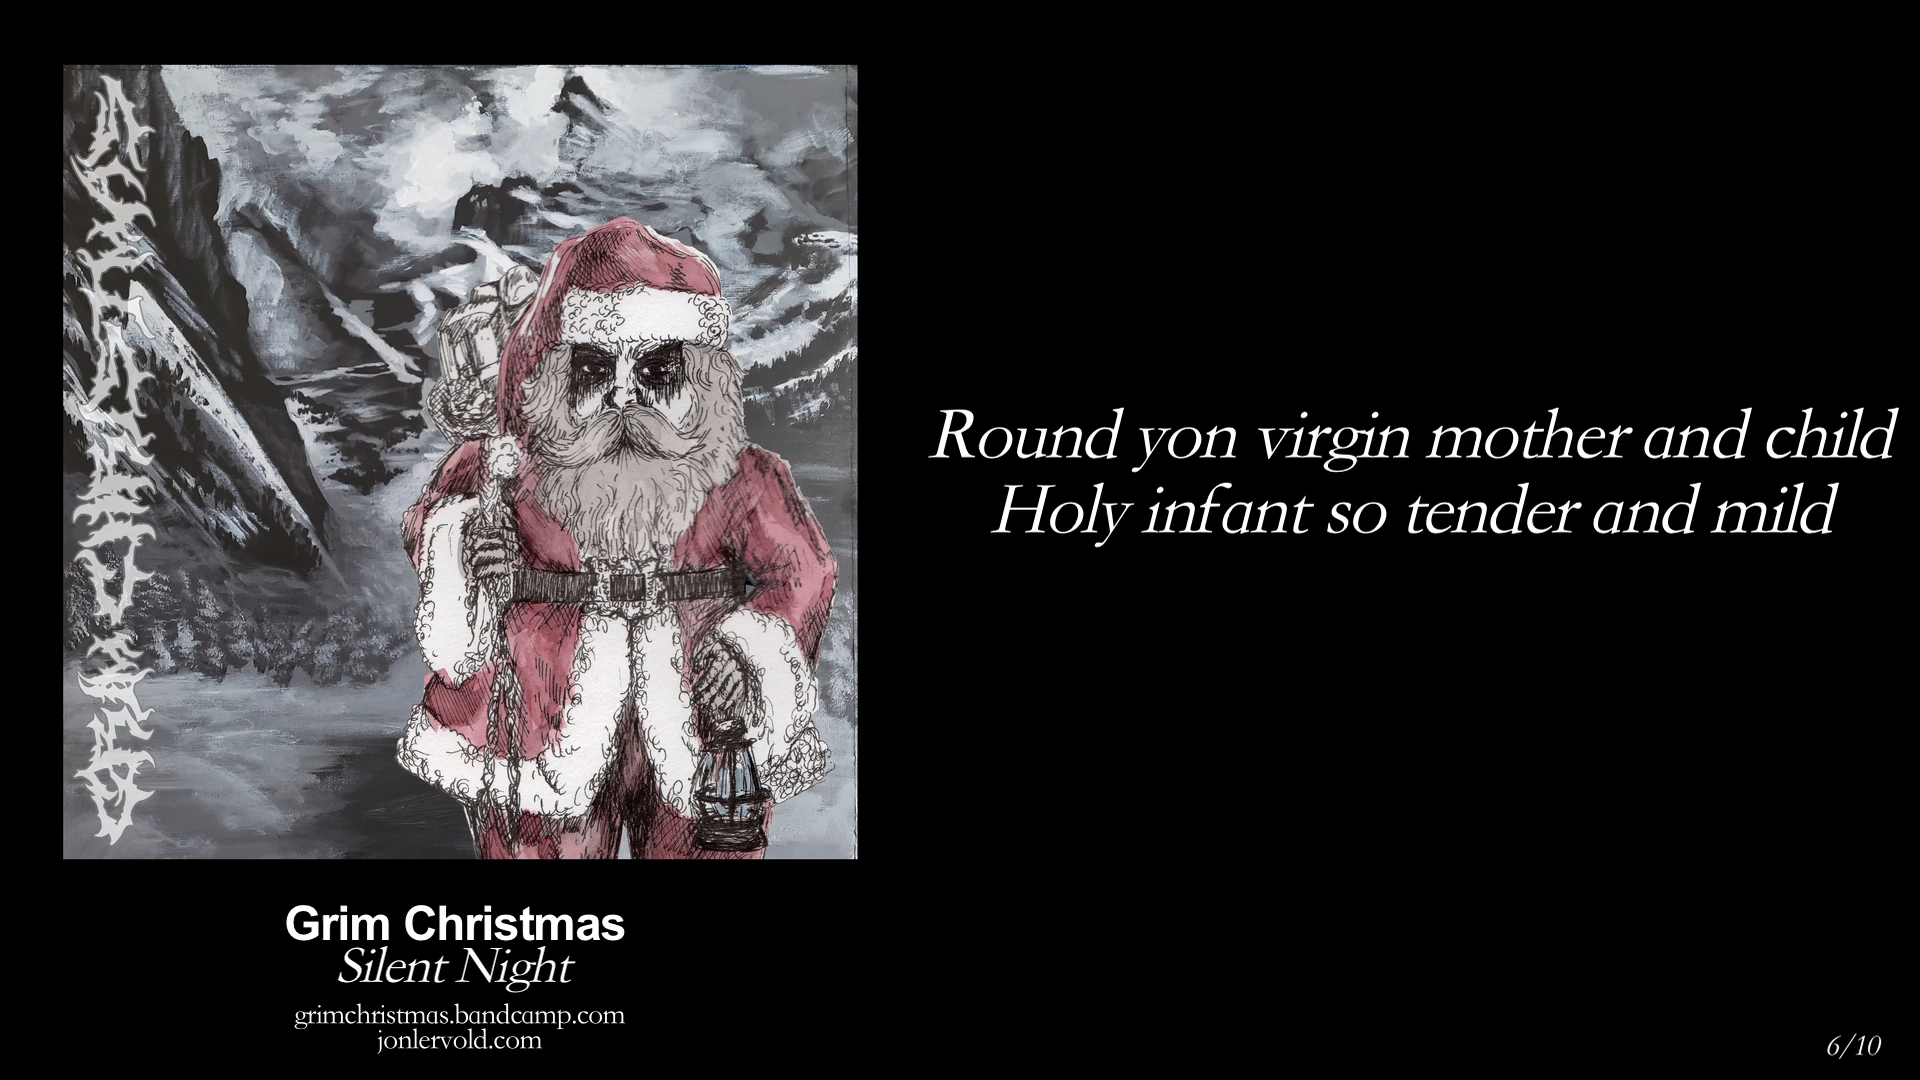 Round yon virgin mother and child
Holy infant so tender and mild
Grim Christmas
Silent Night
grimchristmas.bandcamp.com
jonlervold.com
6/10